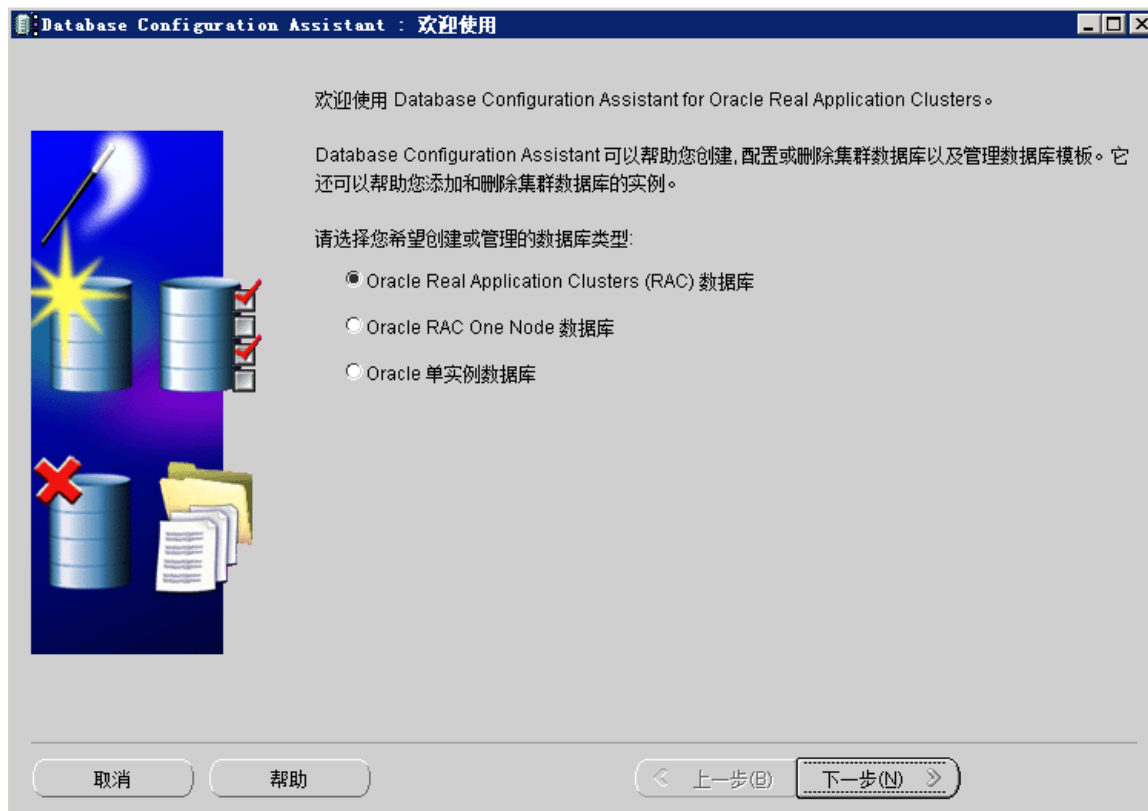 Database Configuration Assistant : 欢迎使用
欢迎使用 Database Configuration Assistant for Oracle Real Application Clusters。
Database Configuration Assistant 可以帮助您创建,配置或删除集群数据库以及管理数据库模板。它
还可以帮助您添加和删除集群数据库的实例。
请选择您希望创建或管理的数据库类型:
Oracle Real Application Clusters (RAC) 数据库
Oracle RAC One Node 数据库
Oracle 单实例数据库
取消
帮助
上一步(B)
下一步(N)